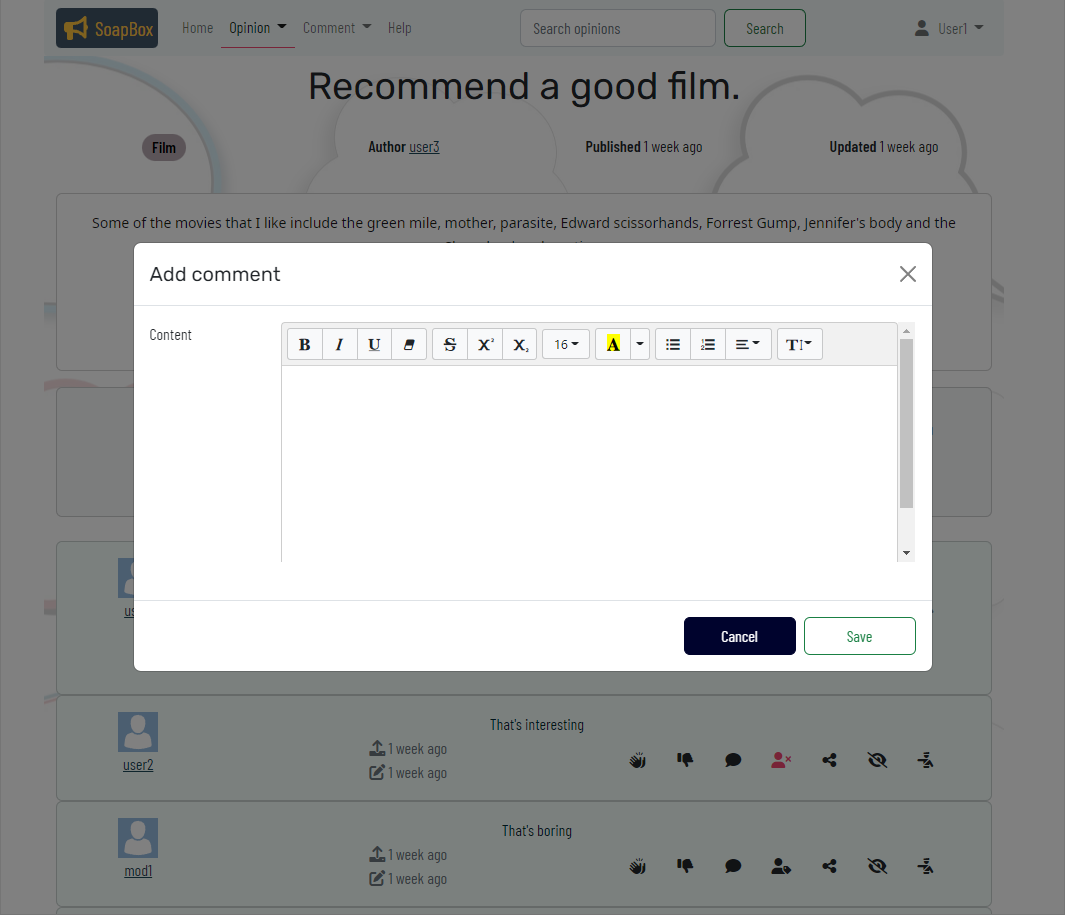 SoapBox Home Opinion Comment Help Search opinions Search User1
Recommend a good film.
Film Author user3 Published 1 week ago Updated 1 week ago
Some of the movies that I like include the green mile, mother, parasite, Edward scissorhands, Forrest Gump, Jennifer's body and the
Add comment
Content
B I U S X² X₂ 16 A TI
Cancel Save
us
That's interesting
1 week ago
user2 1 week ago
That's boring
1 week ago
mod1 1 week ago